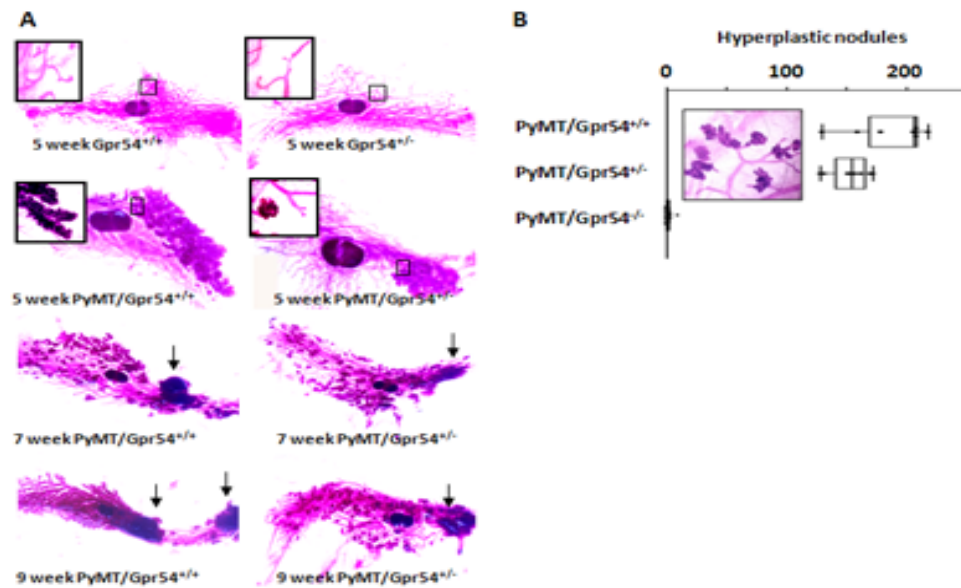 A
5 week Gpr54+/+
5 week Gpr54+/-
5 week PyMT/Gpr54+/+
5 week PyMT/Gpr54+/-
7 week PyMT/Gpr54+/+
7 week PyMT/Gpr54+/-
9 week PyMT/Gpr54+/+
9 week PyMT/Gpr54+/-
B
Hyperplastic nodules
0 100 200
PyMT/Gpr54+/+
PyMT/Gpr54+/-
PyMT/Gpr54-/-